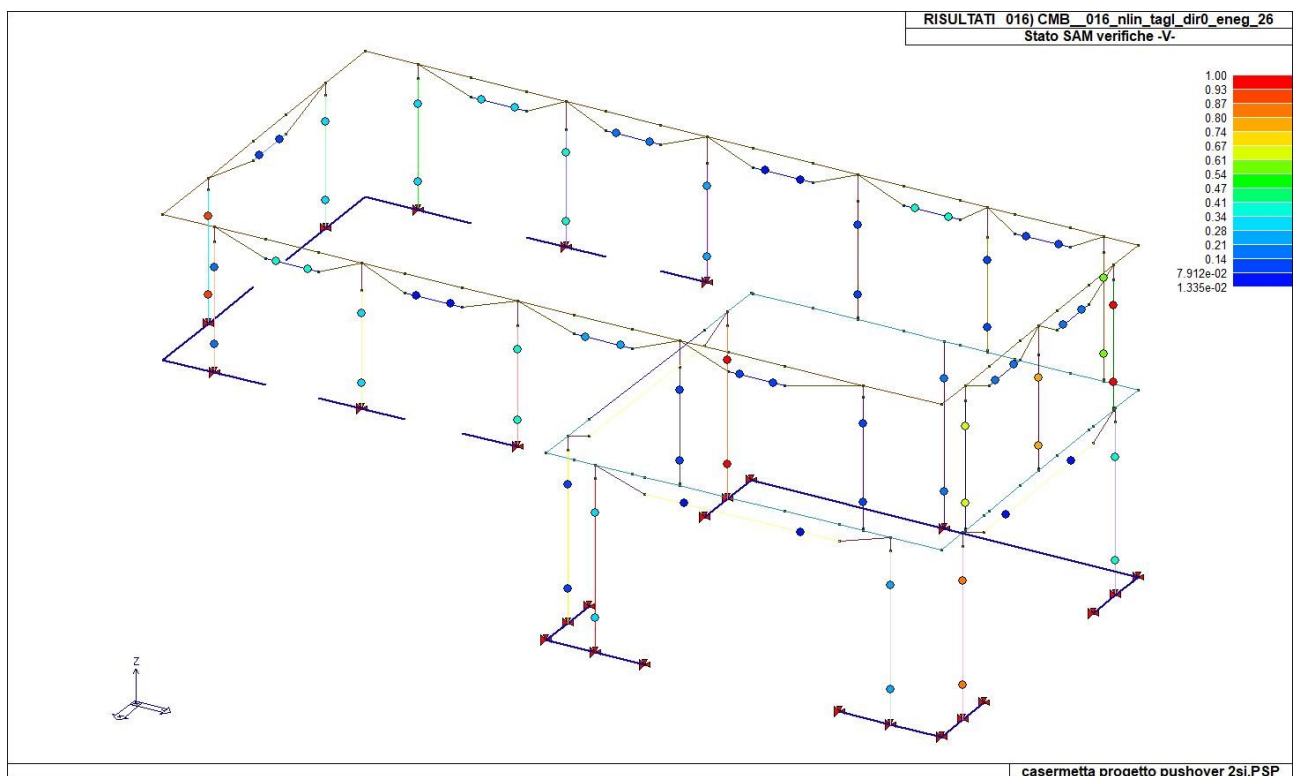 RISULTATI 016) CMB__016_nlin_tagl_dir0_eneg_26
Stato SAM verifiche -V-
1.00
0.93
0.87
0.80
0.74
0.67
0.61
0.54
0.47
0.41
0.34
0.28
0.21
0.14
7.912e-02
1.335e-02
Z
casermetta progetto pushover 2si.PSP